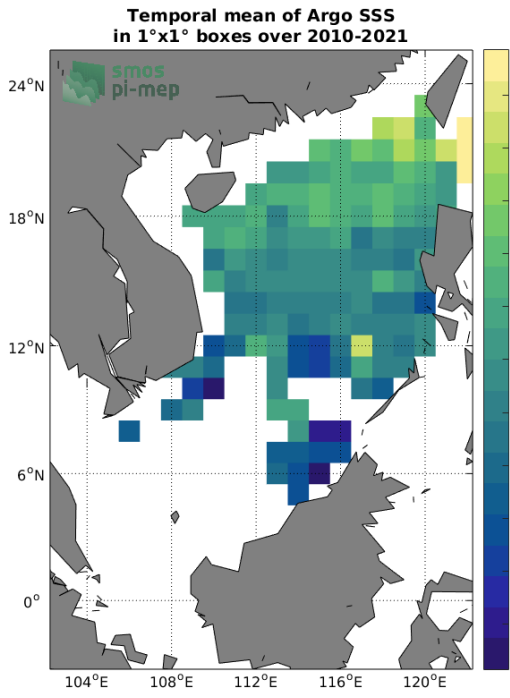 Temporal mean of Argo SSS
in 1°x1° boxes over 2010-2021
smos
pi-mep
24°N
18°N
12°N
6°N
0°
104°E
108°E
112°E
116°E
120°E